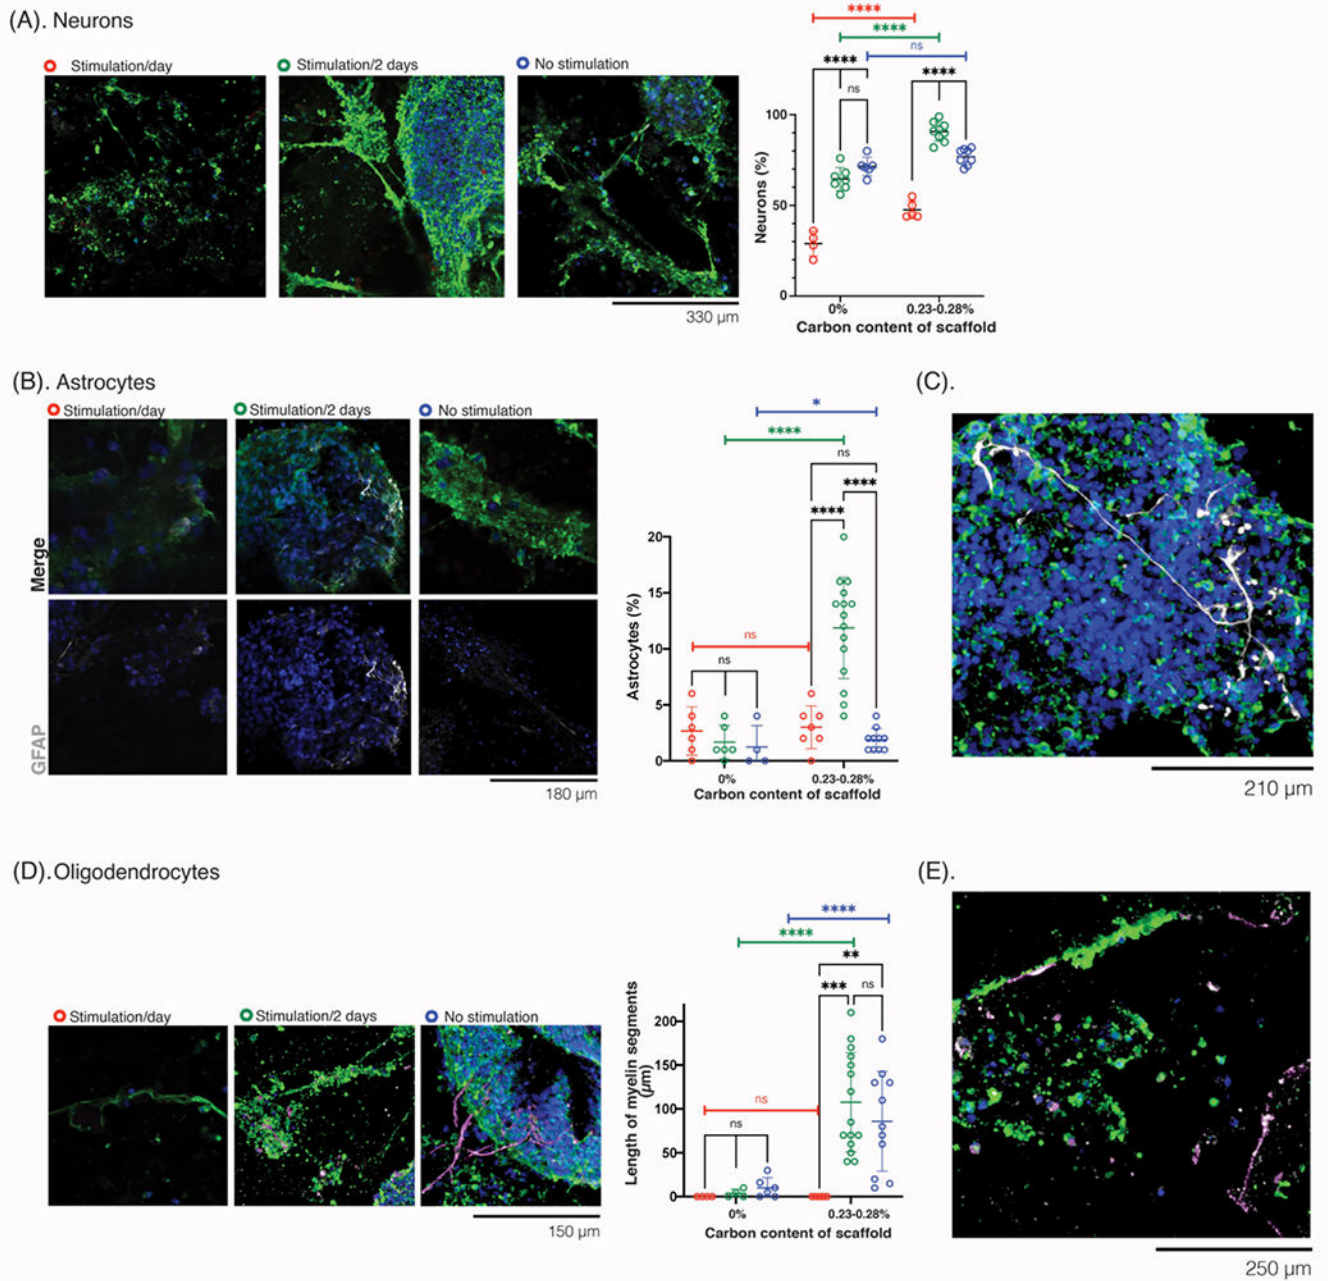 (A). Neurons
Stimulation/day
Stimulation/2 days
No stimulation
330 µm
****
****
ns
****
****
ns
Neurons (%)
100
50
0
0%
0.23-0.28%
Carbon content of scaffold
(B). Astrocytes
Stimulation/day
Stimulation/2 days
No stimulation
Merge
GFAP
180 µm
*
****
ns
****
****
ns
ns
Astrocytes (%)
20
15
10
5
0
0%
0.23-0.28%
Carbon content of scaffold
(C).
210 µm
(D). Oligodendrocytes
Stimulation/day
Stimulation/2 days
No stimulation
150 µm
****
****
**
***
ns
ns
ns
Length of myelin segments
(µm)
200
150
100
50
0
0%
0.23-0.28%
Carbon content of scaffold
(E).
250 µm